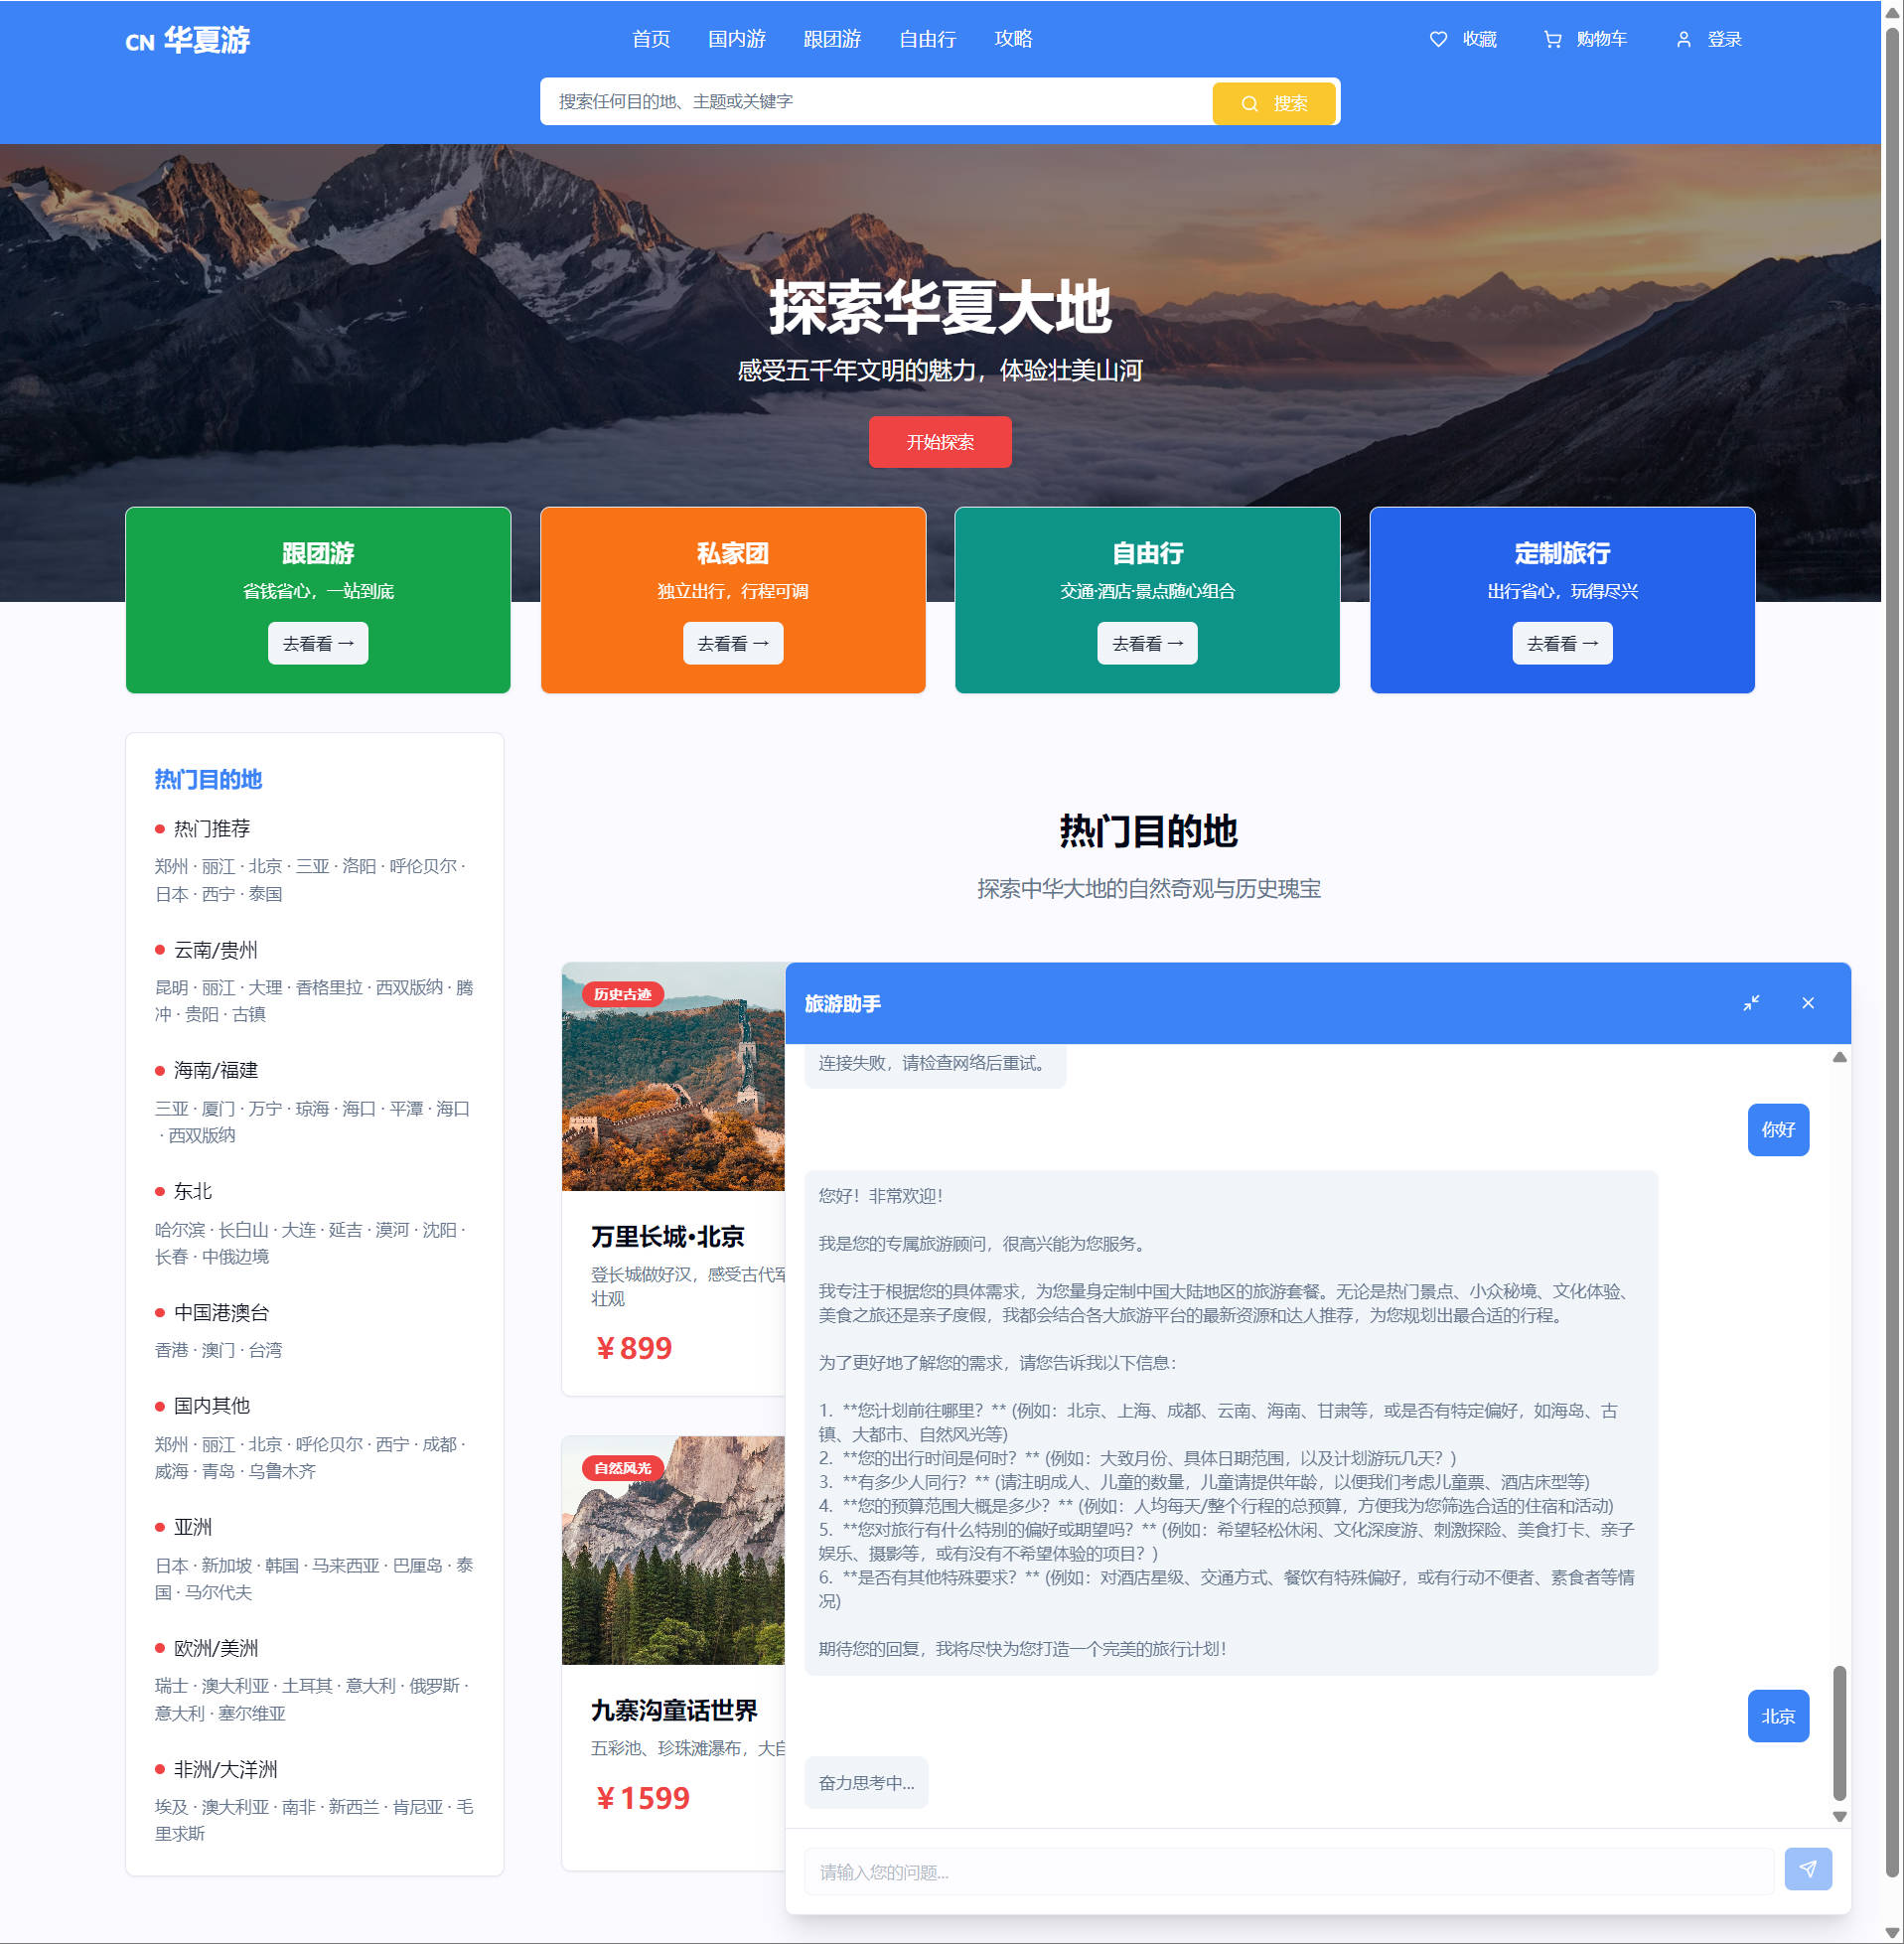 CN 华夏游
首页 国内游 跟团游 自由行 攻略
收藏 购物车 登录
搜索任何目的地、主题或关键字
搜索
探索华夏大地
感受五千年文明的魅力，体验壮美山河
开始探索
跟团游
省钱省心，一站到底
去看看 →
私家团
独立出行，行程可调
去看看 →
自由行
交通·酒店·景点随心组合
去看看 →
定制旅行
出行省心，玩得尽兴
去看看 →
热门目的地
热门推荐
郑州 · 丽江 · 北京 · 三亚 · 洛阳 · 呼伦贝尔 ·
日本 · 西宁 · 泰国
云南/贵州
昆明 · 丽江 · 大理 · 香格里拉 · 西双版纳 · 腾
冲 · 贵阳 · 古镇
海南/福建
三亚 · 厦门 · 万宁 · 琼海 · 海口 · 平潭 · 海口
· 西双版纳
东北
哈尔滨 · 长白山 · 大连 · 延吉 · 漠河 · 沈阳 ·
长春 · 中俄边境
中国港澳台
香港 · 澳门 · 台湾
国内其他
郑州 · 丽江 · 北京 · 呼伦贝尔 · 西宁 · 成都 ·
威海 · 青岛 · 乌鲁木齐
亚洲
日本 · 新加坡 · 韩国 · 马来西亚 · 巴厘岛 · 泰
国 · 马尔代夫
欧洲/美洲
瑞士 · 澳大利亚 · 土耳其 · 意大利 · 俄罗斯 ·
意大利 · 塞尔维亚
非洲/大洋洲
埃及 · 澳大利亚 · 南非 · 新西兰 · 肯尼亚 · 毛
里求斯
热门目的地
探索中华大地的自然奇观与历史瑰宝
历史古迹
万里长城•北京
登长城做好汉，感受古代军
壮观
¥899
自然风光
九寨沟童话世界
五彩池、珍珠滩瀑布，大自
¥1599
旅游助手
连接失败，请检查网络后重试。
你好
您好！非常欢迎！
我是您的专属旅游顾问，很高兴能为您服务。
我专注于根据您的具体需求，为您量身定制中国大陆地区的旅游套餐。无论是热门景点、小众秘境、文化体验、
美食之旅还是亲子度假，我都会结合各大旅游平台的最新资源和达人推荐，为您规划出最合适的行程。
为了更好地了解您的需求，请您告诉我以下信息：
1. **您计划前往哪里？** (例如：北京、上海、成都、云南、海南、甘肃等，或是否有特定偏好，如海岛、古
镇、大都市、自然风光等)
2. **您的出行时间是何时？** (例如：大致月份、具体日期范围，以及计划游玩几天？)
3. **有多少人同行？** (请注明成人、儿童的数量，儿童请提供年龄，以便我们考虑儿童票、酒店床型等)
4. **您的预算范围大概是多少？** (例如：人均每天/整个行程的总预算，方便我为您筛选合适的住宿和活动)
5. **您对旅行有什么特别的偏好或期望吗？** (例如：希望轻松休闲、文化深度游、刺激探险、美食打卡、亲子
娱乐、摄影等，或有没有不希望体验的项目？)
6. **是否有其他特殊要求？** (例如：对酒店星级、交通方式、餐饮有特殊偏好，或有行动不便者、素食者等情
况)
期待您的回复，我将尽快为您打造一个完美的旅行计划！
北京
奋力思考中...
请输入您的问题...